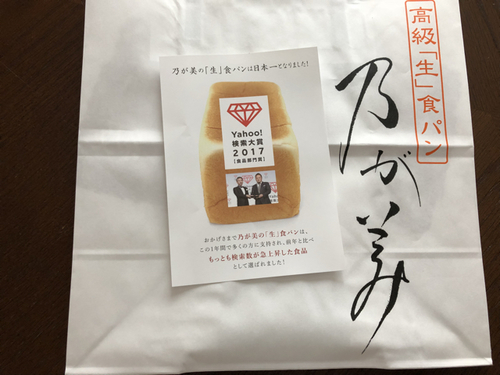 高級「生」食パン
乃が美
乃が美の「生」食パンは日本一になりました！
Yahoo!
検索大賞
2017
［食品部門賞］
おかげさまで乃が美の「生」食パンは、
この1年間で多くの方に支持され、前年と比べ
もっとも検索数が急上昇した食品
として選ばれました！